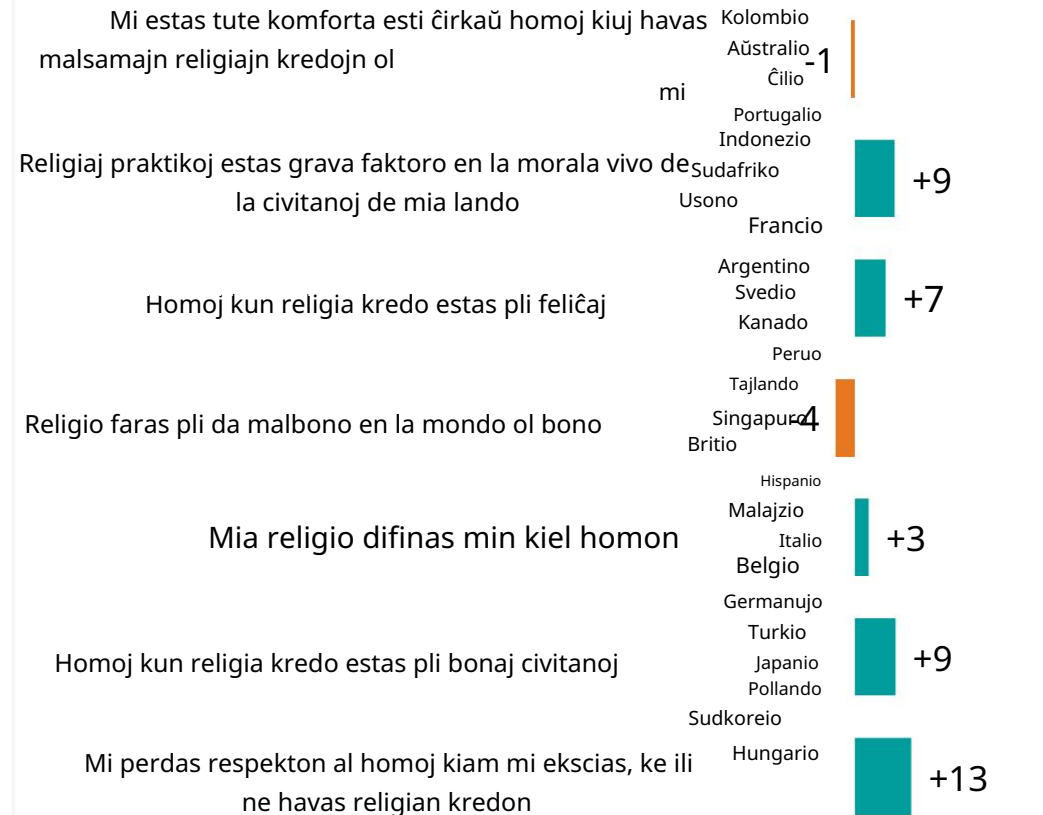 Mi estas tute komforta esti ĉirkaŭ homoj kiuj havas
malsamajn religiajn kredojn ol
mi
Kolombio
Aŭstralio
-1
Ĉilio
Portugalio
Religiaj praktikoj estas grava faktoro en la morala vivo de
la civitanoj de mia lando
Indonezio
Sudafriko
+9
Usono
Francio
Homoj kun religia kredo estas pli feliĉaj
Argentino
Svedio
+7
Kanado
Peruo
Religio faras pli da malbono en la mondo ol bono
Tajlando
Singapuro
-4
Britio
Hispanio
Mia religio difinas min kiel homon
Malajzio
Italio
+3
Belgio
Germanujo
Homoj kun religia kredo estas pli bonaj civitanoj
Turkio
Japanio
+9
Pollando
Sudkoreio
Mi perdas respekton al homoj kiam mi ekscias, ke ili
ne havas religian kredon
Hungario
+13